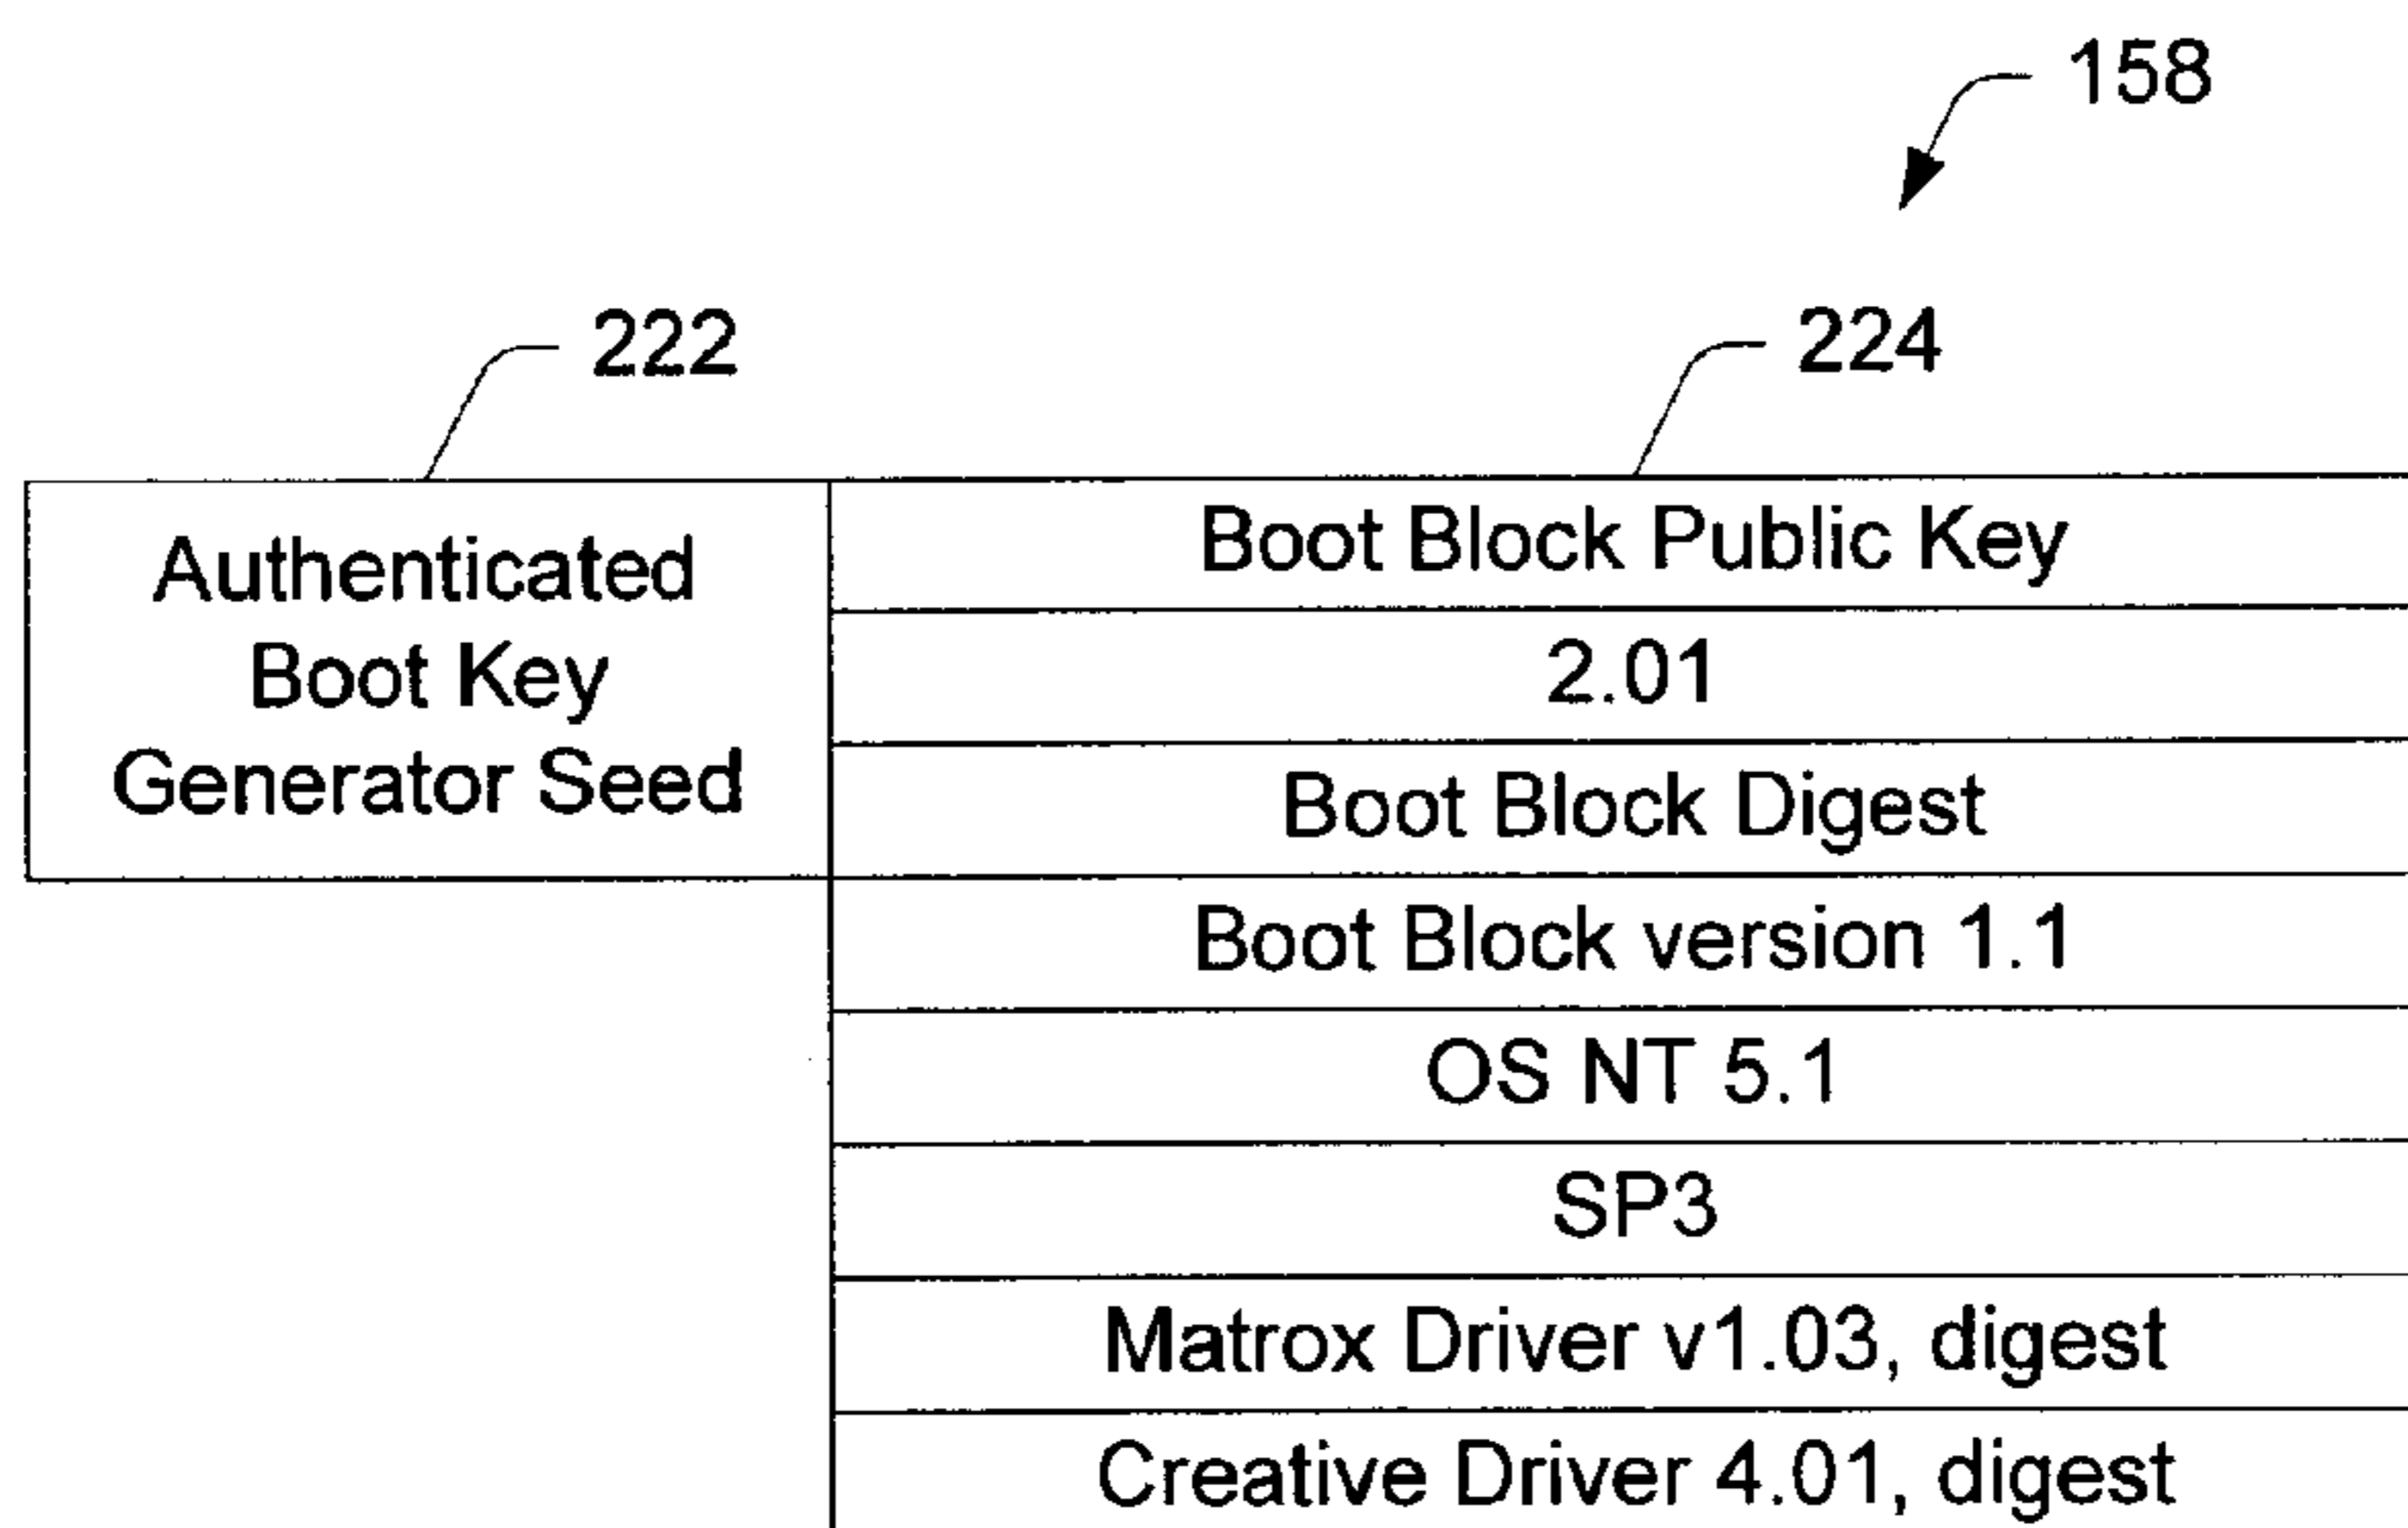 158
222
224
Authenticated
Boot Key
Generator Seed
Boot Block Public Key
2.01
Boot Block Digest
Boot Block version 1.1
OS NT 5.1
SP3
Matrox Driver v1.03, digest
Creative Driver 4.01, digest